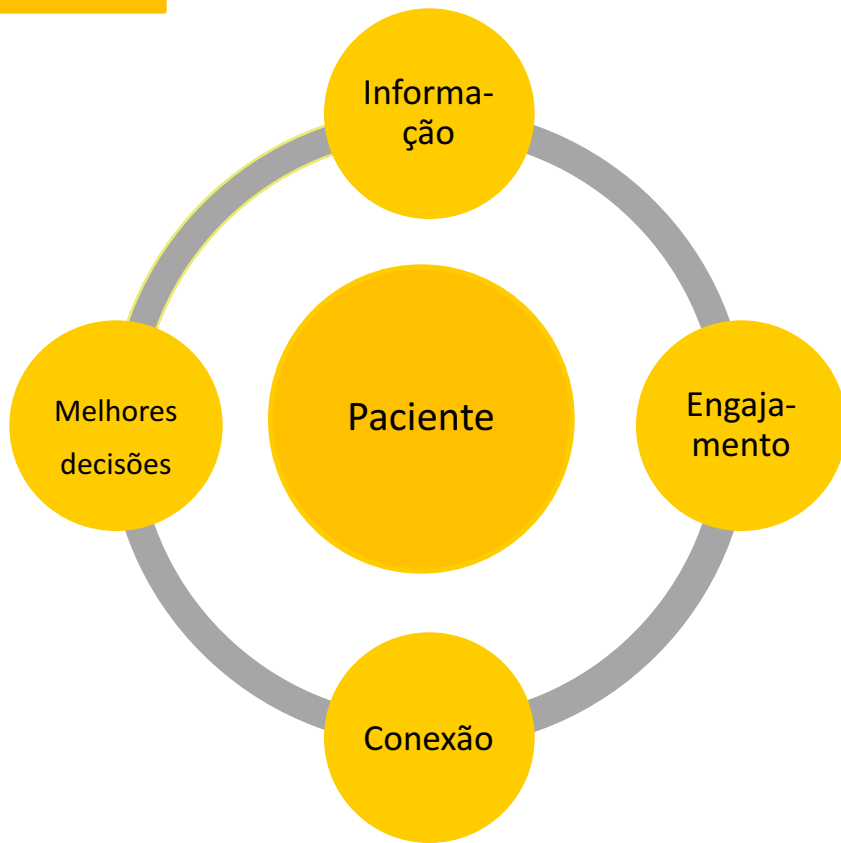 Informa-
ção
Paciente
Engaja-
mento
Melhores
decisões
Conexão